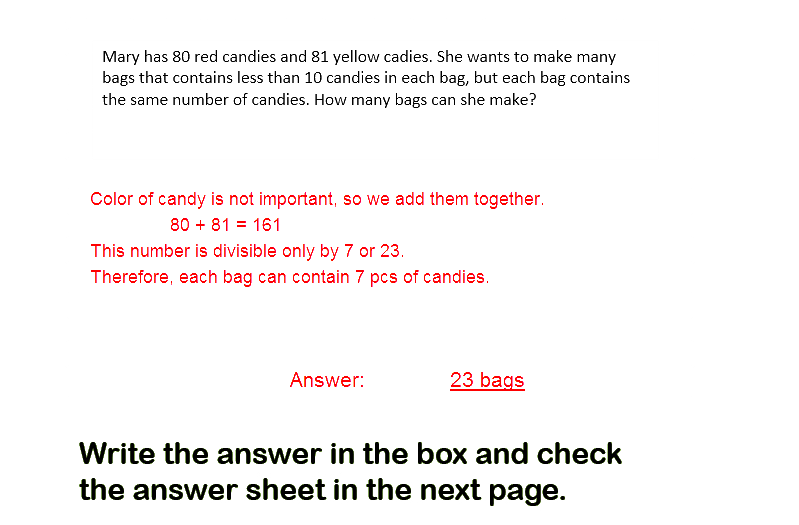 Mary has 80 red candies and 81 yellow cadies. She wants to make many
bags that contains less than 10 candies in each bag, but each bag contains
the same number of candies. How many bags can she make?
Color of candy is not important, so we add them together.
80 + 81 = 161
This number is divisible only by 7 or 23.
Therefore, each bag can contain 7 pcs of candies.
Answer: 23 bags
Write the answer in the box and check
the answer sheet in the next page.